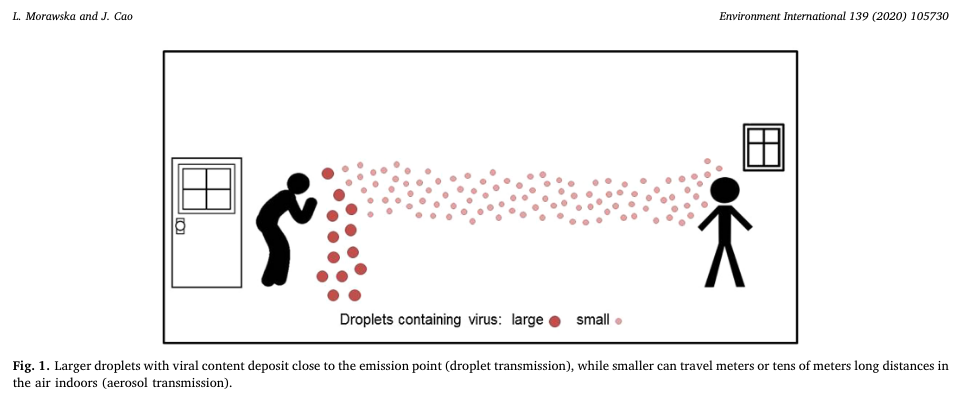 L. Morawska and J. Cao
Environment International 139 (2020) 105730
Droplets containing virus: large small
Fig. 1. Larger droplets with viral content deposit close to the emission point (droplet transmission), while smaller can travel meters or tens of meters long distances in
the air indoors (aerosol transmission).